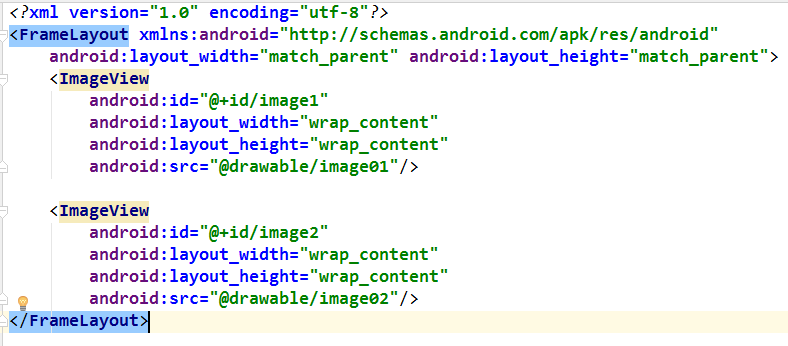 <?xml version="1.0" encoding="utf-8"?>
<FrameLayout xmlns:android="http://schemas.android.com/apk/res/android"
    android:layout_width="match_parent" android:layout_height="match_parent">
    <ImageView
        android:id="@+id/image1"
        android:layout_width="wrap_content"
        android:layout_height="wrap_content"
        android:src="@drawable/image01"/>
    <ImageView
        android:id="@+id/image2"
        android:layout_width="wrap_content"
        android:layout_height="wrap_content"
        android:src="@drawable/image02"/>
</FrameLayout>